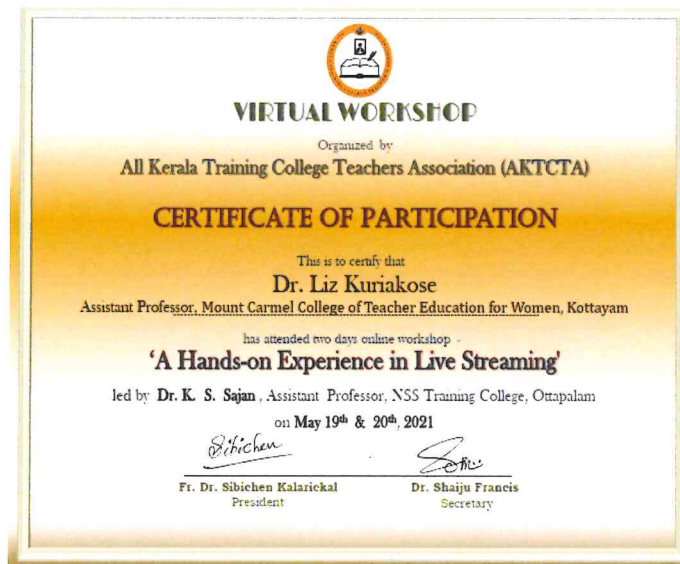 VIRTUAL WORKSHOP
Organized by
All Kerala Training College Teachers Association (AKTCTA)
CERTIFICATE OF PARTICIPATION
This is to certify that
Dr. Liz Kuriakose
Assistant Professor, Mount Carmel College of Teacher Education for Women, Kottayam
has attended two days online workshop -
'A Hands-on Experience in Live Streaming'
led by Dr. K. S. Sajan , Assistant Professor, NSS Training College, Ottapalam
on May 19th & 20th, 2021
Sibichen
Fr. Dr. Sibichen Kalarickal Dr. Shaiju Francis
President Secretary